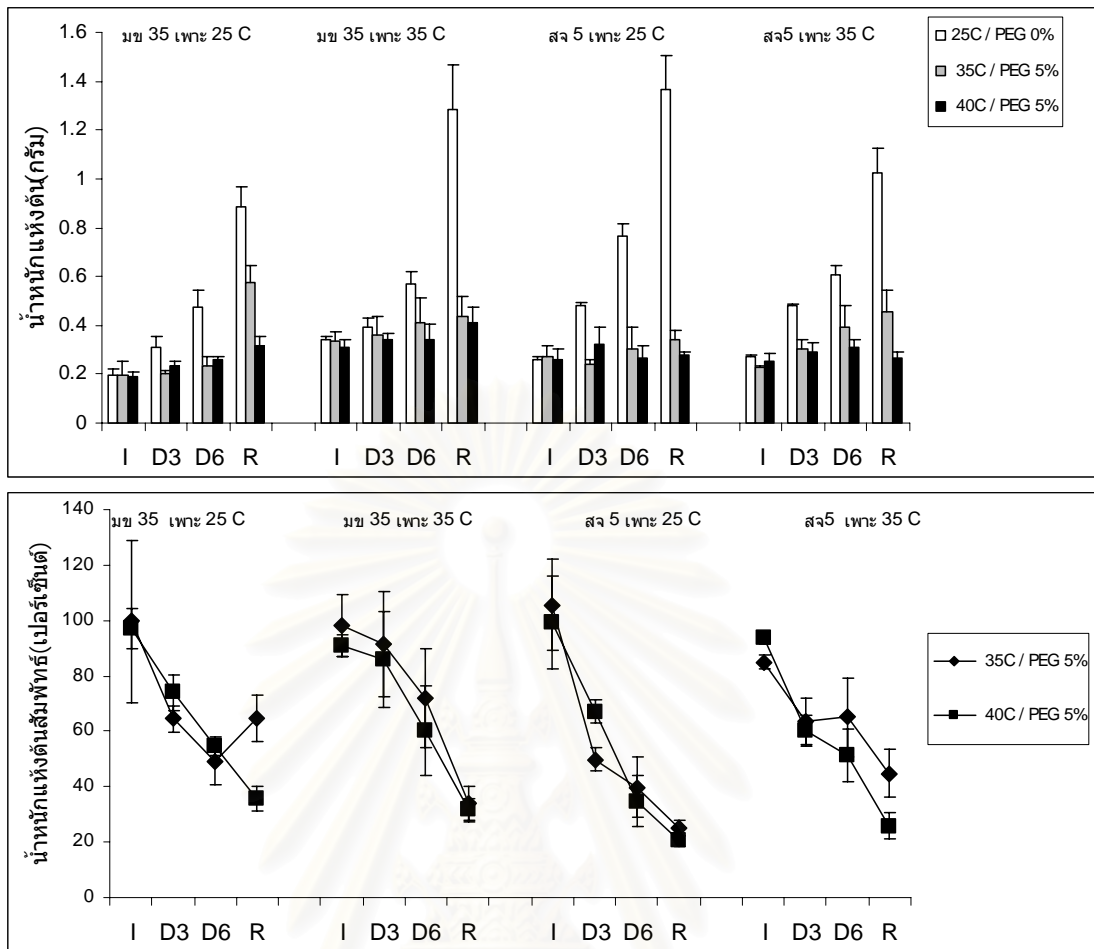 มข 35 เพาะ 25 C
มข 35 เพาะ 35 C
สจ 5 เพาะ 25 C
สจ5 เพาะ 35 C
25C / PEG 0%
35C / PEG 5%
40C / PEG 5%
น้ำหนักแห้งต้น(กรัม)
1.6
1.4
1.2
1
0.8
0.6
0.4
0.2
0
I D3 D6 R I D3 D6 R I D3 D6 R I D3 D6 R
มข 35 เพาะ 25 C
มข 35 เพาะ 35 C
สจ 5 เพาะ 25 C
สจ5 เพาะ 35 C
35C / PEG 5%
40C / PEG 5%
น้ำหนักแห้งต้นสัมพัทธ์(เปอร์เซ็นต์)
140
120
100
80
60
40
20
0
I D3 D6 R I D3 D6 R I D3 D6 R I D3 D6 R